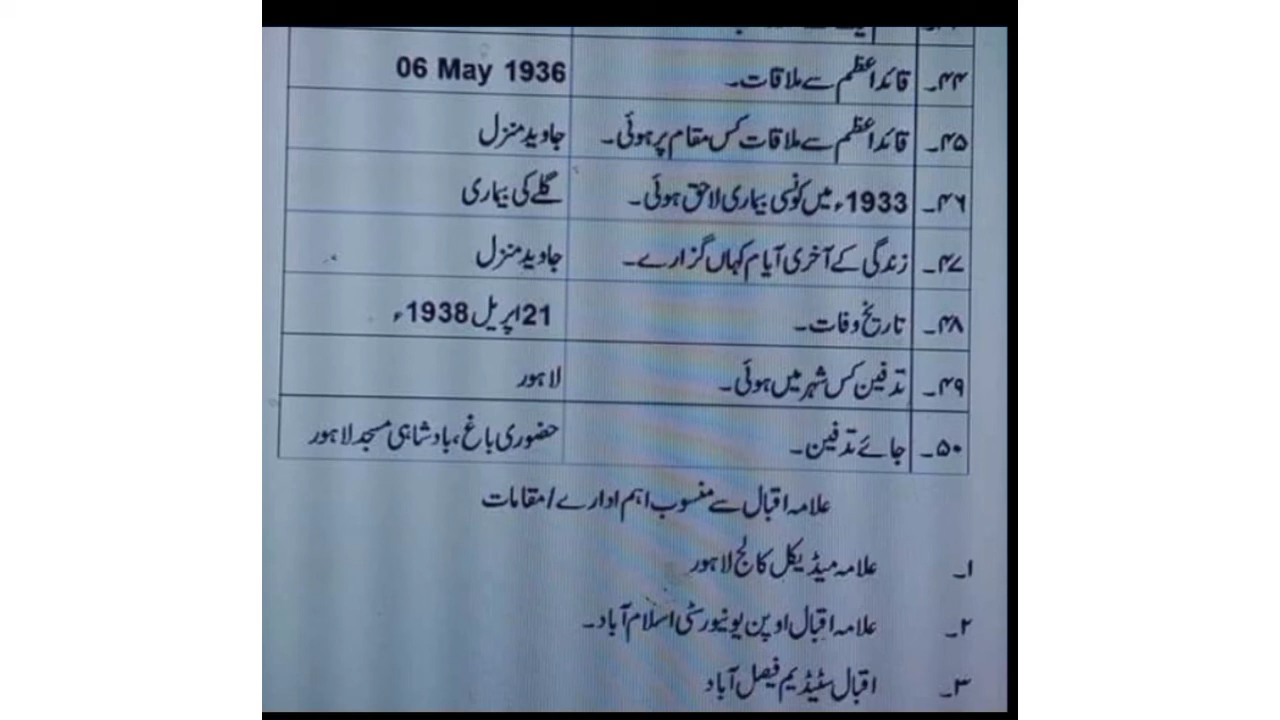 ۴۴۔ قائداعظم سے ملاقات۔ 06 May 1936
۴۵۔ قائداعظم سے ملاقات کس مقام پر ہوئی۔ جاوید منزل
۴۶۔ 1933ء میں کونسی بیماری لاحق ہوئی۔ گلے کی بیماری
۴۷۔ زندگی کے آخری آیام کہاں گزارے۔ جاوید منزل
۴۸۔ تاریخ وفات۔ 21 اپریل 1938ء
۴۹۔ تدفین کس شہر میں ہوئی۔ لاہور
۵۰۔ جائے تدفین۔ حضوری باغ، بادشاہی مسجد لاہور
علامہ اقبال سے منسوب اہم ادارے/مقامات
۱۔ علامہ میڈیکل کالج لاہور
۲۔ علامہ اقبال اوپن یونیورسٹی اسلام آباد۔
۳۔ اقبال سٹیڈیم فیصل آباد